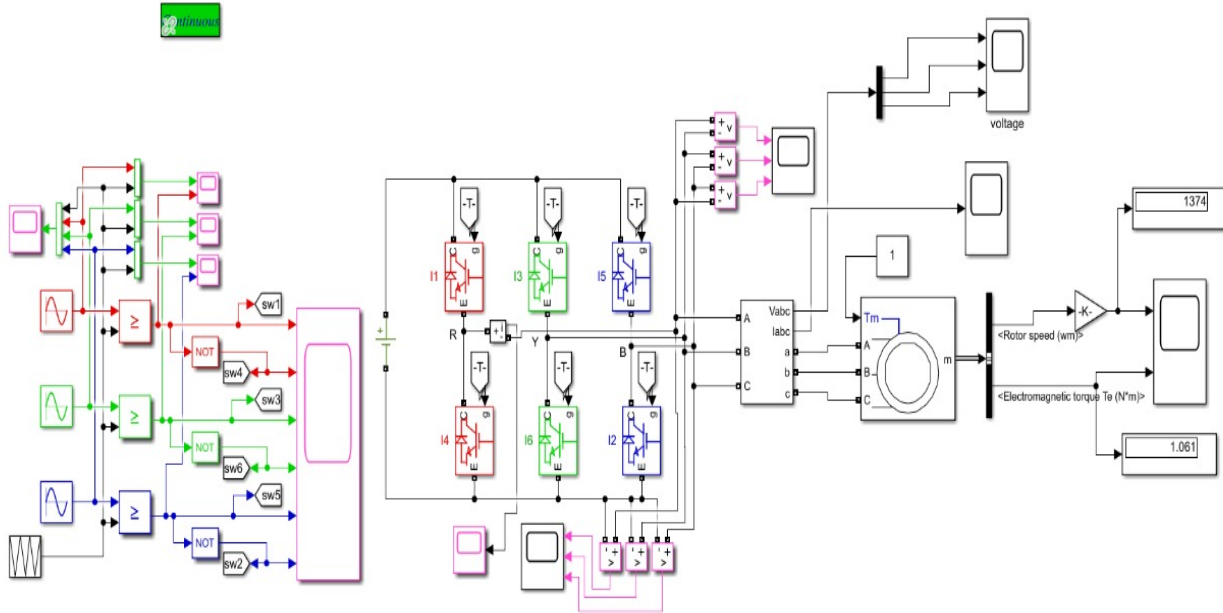 Continuous
voltage
1374
-T-
-T-
-T-
C
g
C
g
C
g
I1
I3
I5
E
E
E
1
sw1
≥
R
Y
B
+
i
-
NOT
sw4
A
B
C
Vabc
Iabc
a
b
c
Tm
A
B
C
m
-K-
<Rotor speed (wm)>
-T-
-T-
-T-
sw3
≥
<Electromagnetic torque Te (N*m)>
C
g
C
g
C
g
I4
I6
I2
E
E
E
NOT
sw6
1.061
sw5
≥
NOT
sw2
+
-
v
+
-
v
+
-
v
v
-
+
v
-
+
v
-
+